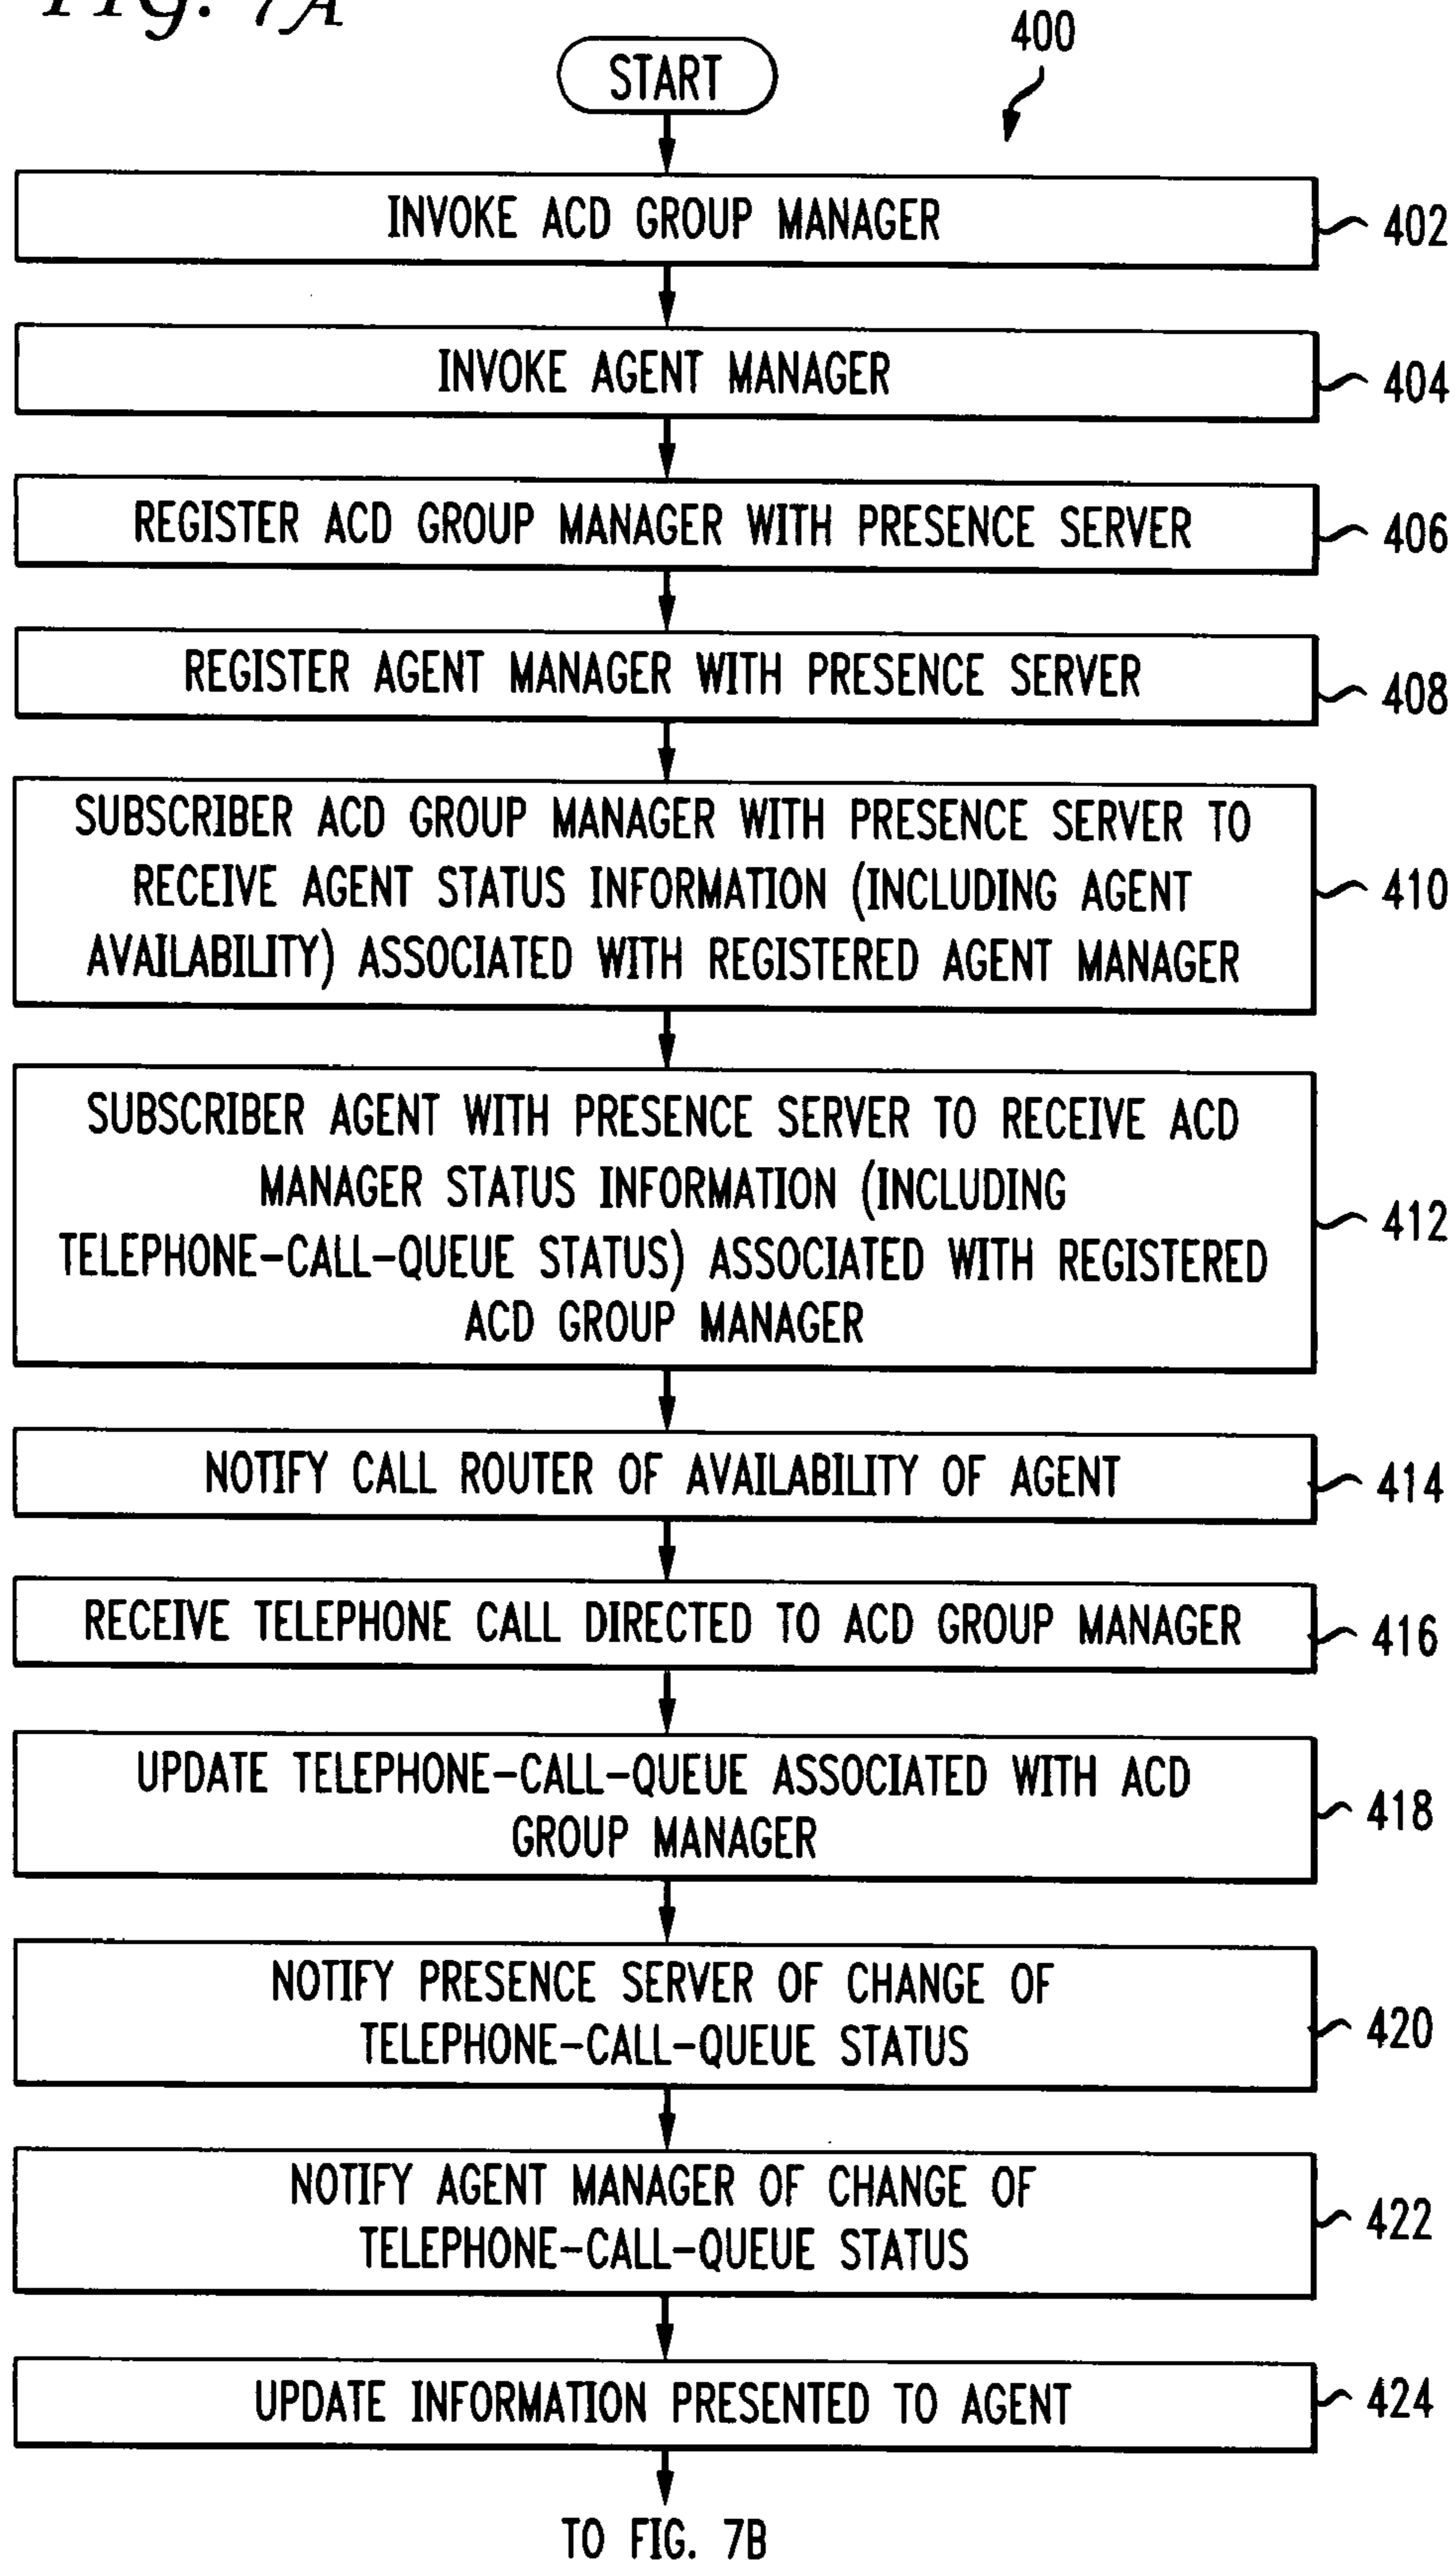 FIG. 7A
400
START
INVOKE ACD GROUP MANAGER
402
INVOKE AGENT MANAGER
404
REGISTER ACD GROUP MANAGER WITH PRESENCE SERVER
406
REGISTER AGENT MANAGER WITH PRESENCE SERVER
408
SUBSCRIBER ACD GROUP MANAGER WITH PRESENCE SERVER TO
RECEIVE AGENT STATUS INFORMATION (INCLUDING AGENT
AVAILABILITY) ASSOCIATED WITH REGISTERED AGENT MANAGER
410
SUBSCRIBER AGENT WITH PRESENCE SERVER TO RECEIVE ACD
MANAGER STATUS INFORMATION (INCLUDING
TELEPHONE-CALL-QUEUE STATUS) ASSOCIATED WITH REGISTERED
ACD GROUP MANAGER
412
NOTIFY CALL ROUTER OF AVAILABILITY OF AGENT
414
RECEIVE TELEPHONE CALL DIRECTED TO ACD GROUP MANAGER
416
UPDATE TELEPHONE-CALL-QUEUE ASSOCIATED WITH ACD
GROUP MANAGER
418
NOTIFY PRESENCE SERVER OF CHANGE OF
TELEPHONE-CALL-QUEUE STATUS
420
NOTIFY AGENT MANAGER OF CHANGE OF
TELEPHONE-CALL-QUEUE STATUS
422
UPDATE INFORMATION PRESENTED TO AGENT
424
TO FIG. 7B